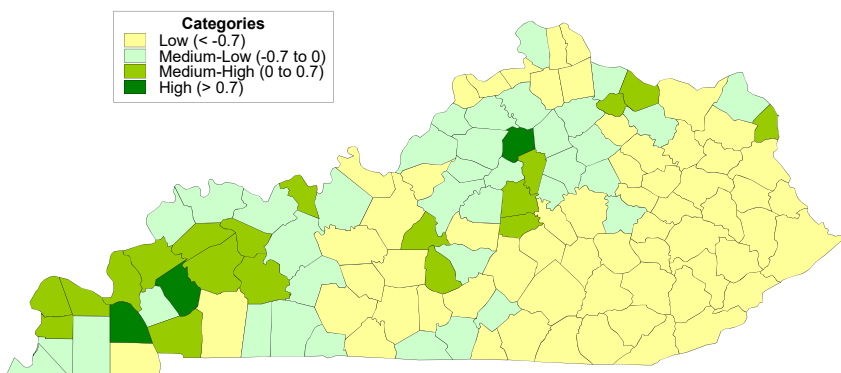 Categories
Low (< -0.7)
Medium-Low (-0.7 to 0)
Medium-High (0 to 0.7)
High (> 0.7)